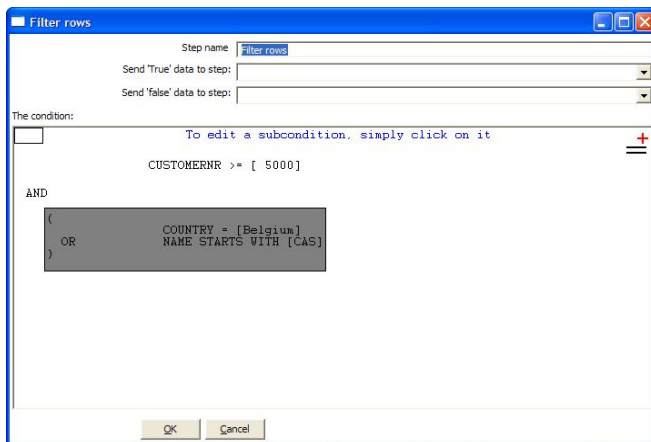 Filter rows
Step name Filter rows
Send 'True' data to step:
Send 'false' data to step:
The condition:
To edit a subcondition, simply click on it
CUSTOMERNR >= [ 5000]
AND
(
COUNTRY = [Belgium]
OR NAME STARTS WITH [CAS]
)
OK Cancel